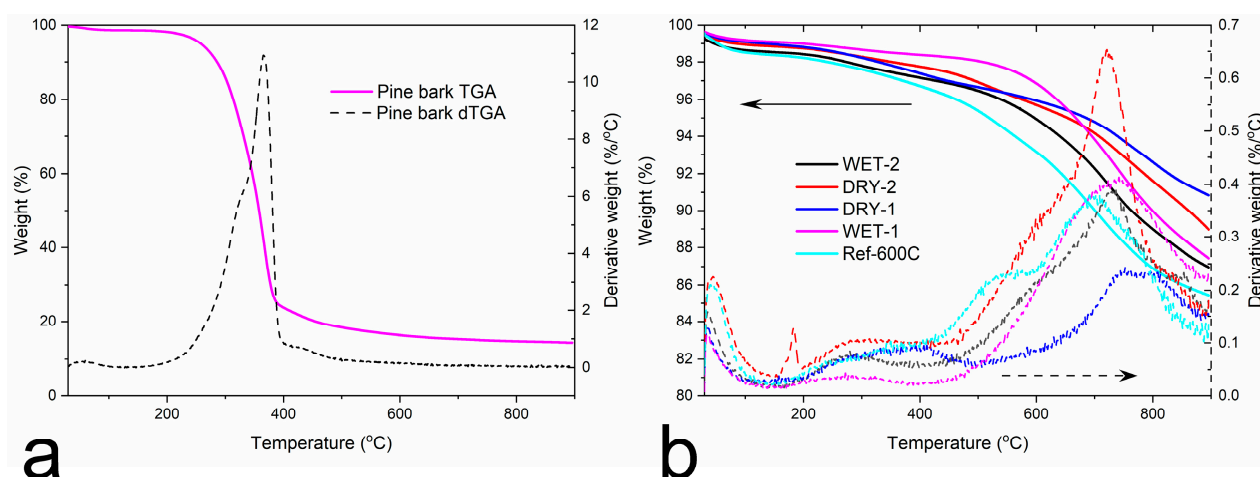 100
80
60
40
20
0
Weight (%)
12
10
8
6
4
2
0
Derivative weight (%/°C)
Pine bark TGA
Pine bark dTGA
200
400
600
800
Temperature (°C)
a
100
98
96
94
92
90
88
86
84
82
80
Weight (%)
0.7
0.6
0.5
0.4
0.3
0.2
0.1
0.0
Derivative weight (%/°C)
WET-2
DRY-2
DRY-1
WET-1
Ref-600C
200
400
600
800
Temperature (°C)
b